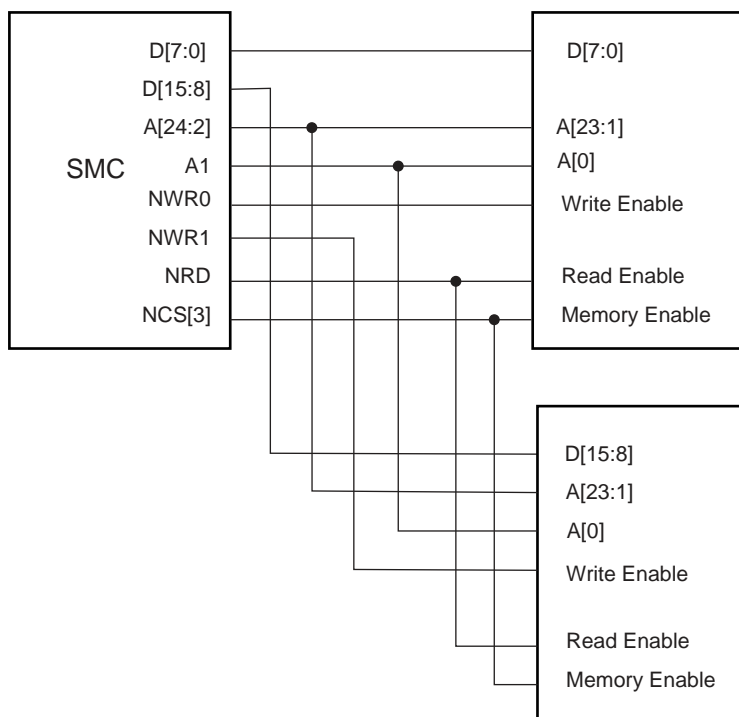 D[7:0]
D[15:8]
A[24:2]
SMC
A1
NWR0
NWR1
NRD
NCS[3]
D[7:0]
A[23:1]
A[0]
Write Enable
Read Enable
Memory Enable
D[15:8]
A[23:1]
A[0]
Write Enable
Read Enable
Memory Enable